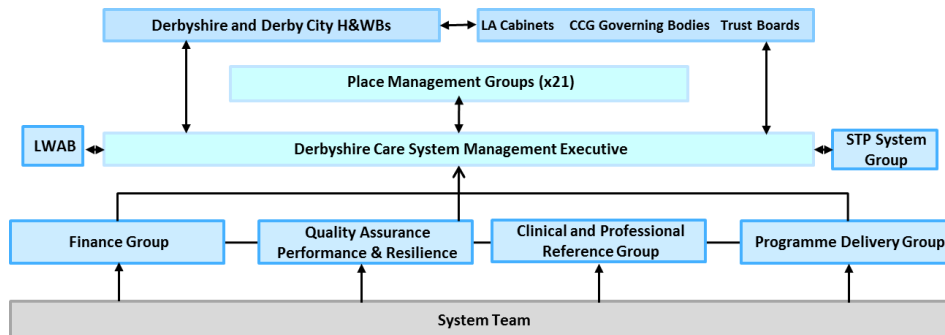 Derbyshire and Derby City H&WBs
LA Cabinets CCG Governing Bodies Trust Boards
Place Management Groups (x21)
LWAB
Derbyshire Care System Management Executive
STP System
Group
Finance Group
Quality Assurance
Performance & Resilience
Clinical and Professional
Reference Group
Programme Delivery Group
System Team